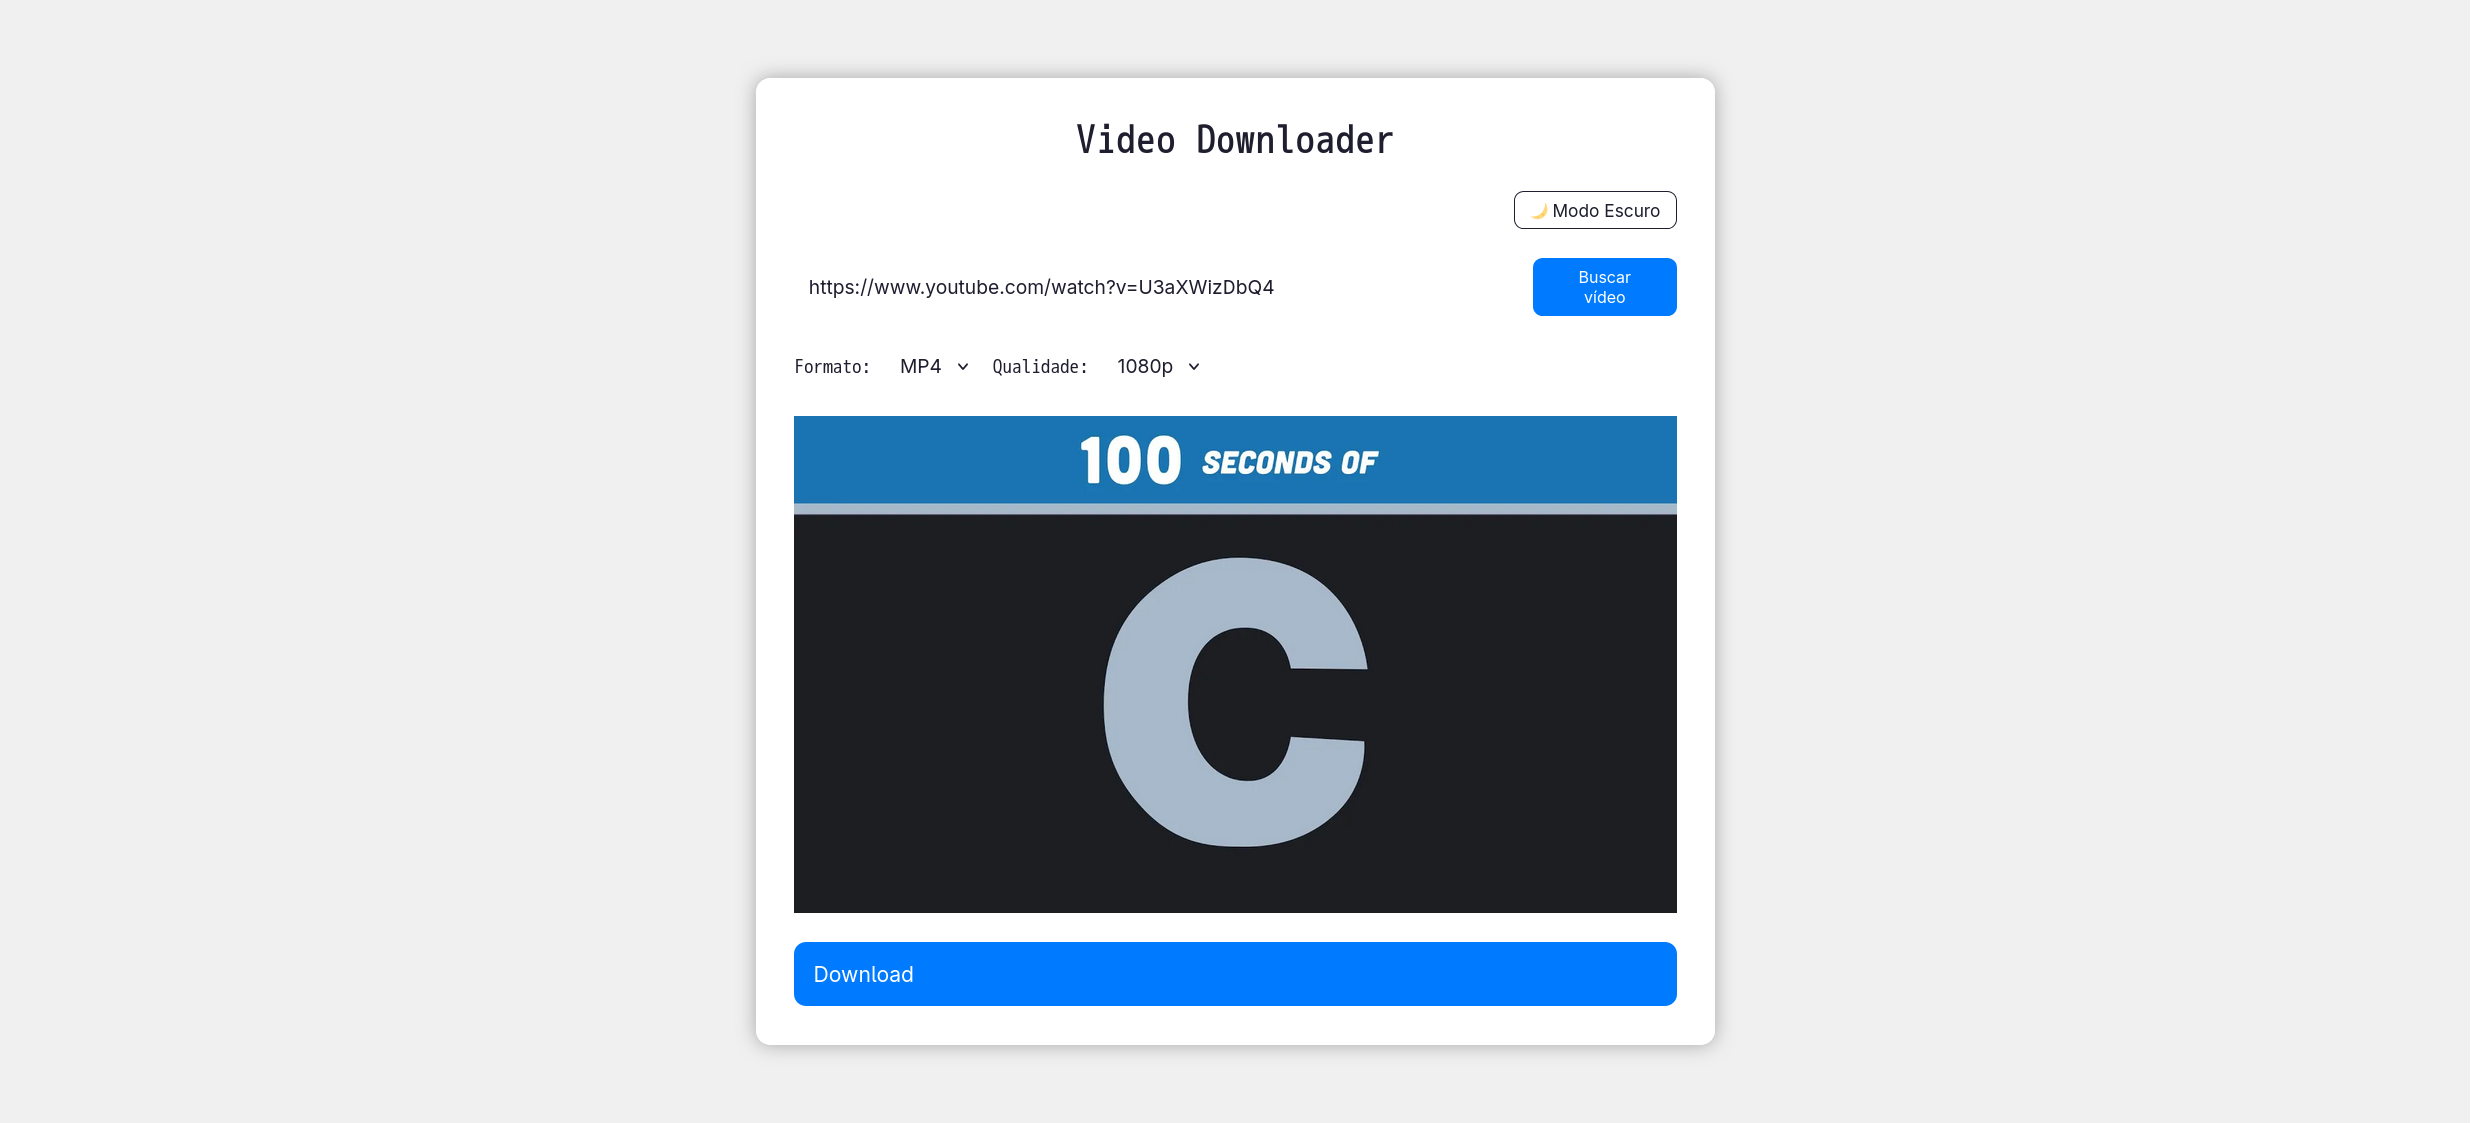 Video Downloader
🌙 Modo Escuro
https://www.youtube.com/watch?v=U3aXWizDbQ4
Buscar
vídeo
Formato: MP4 Qualidade: 1080p
100 SECONDS OF
C
Download